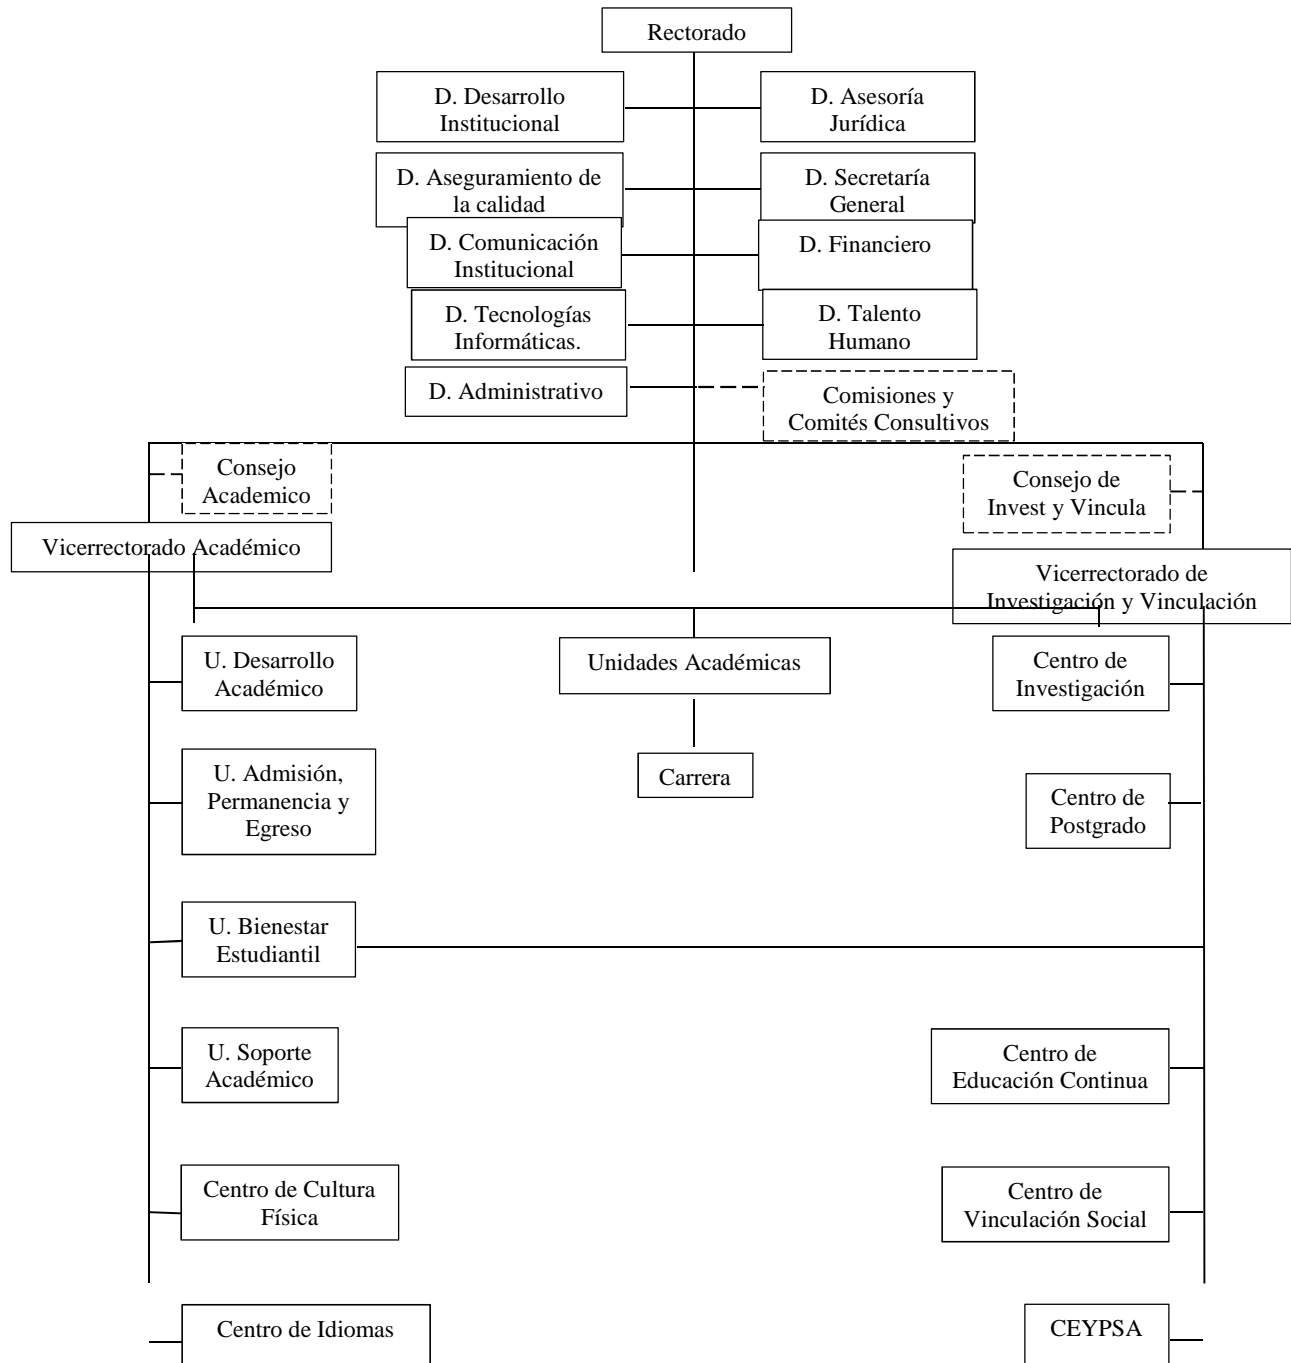 Rectorado
D. Desarrollo
Institucional
D. Asesoría
Jurídica
D. Aseguramiento de
la calidad
D. Secretaría
General
D. Comunicación
Institucional
D. Financiero
D. Tecnologías
Informáticas.
D. Talento
Humano
D. Administrativo
Comisiones y
Comités Consultivos
Consejo
Academico
Consejo de
Invest y Vincula
Vicerrectorado Académico
Vicerrectorado de
Investigación y Vinculación
U. Desarrollo
Académico
Unidades Académicas
Centro de
Investigación
U. Admisión,
Permanencia y
Egreso
Carrera
Centro de
Postgrado
U. Bienestar
Estudiantil
U. Soporte
Académico
Centro de
Educación Continua
Centro de Cultura
Física
Centro de
Vinculación Social
Centro de Idiomas
CEYPSA